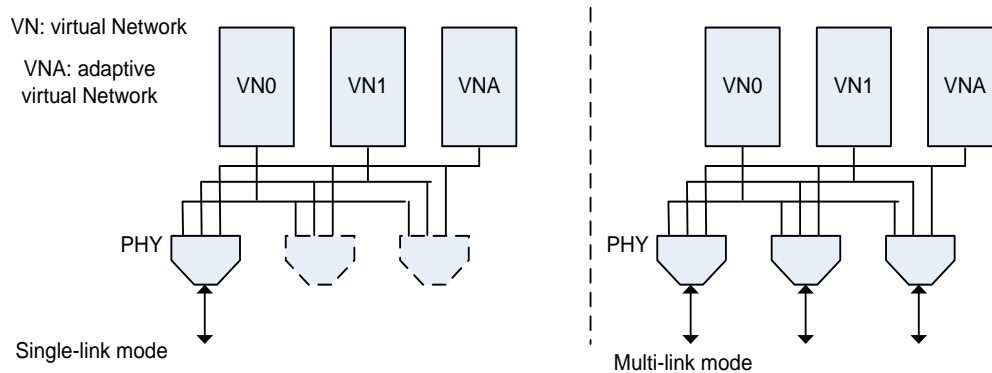 VN: virtual Network
VNA: adaptive
virtual Network
VN0
VN1
VNA
PHY
Single-link mode
VN0
VN1
VNA
PHY
Multi-link mode